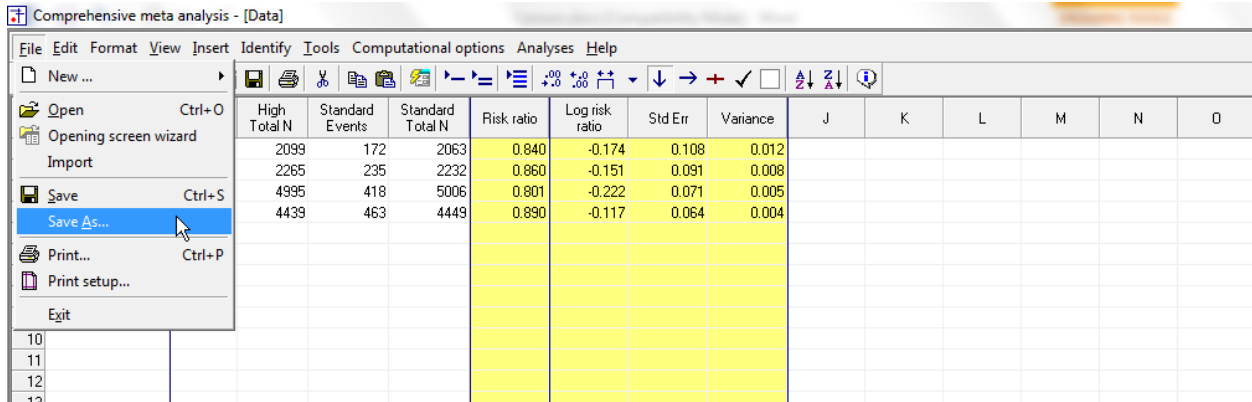 Comprehensive meta analysis - [Data]
File Edit Format View Insert Identify Tools Computational options Analyses Help
New ...
Open Ctrl+O
Opening screen wizard
Import
Save Ctrl+S
Save As...
Print... Ctrl+P
Print setup...
Exit
High Total N Standard Events Standard Total N Risk ratio Log risk ratio Std Err Variance J K L M N O
2099 172 2063 0.840 -0.174 0.108 0.012
2265 235 2232 0.860 -0.151 0.091 0.008
4995 418 5006 0.801 -0.222 0.071 0.005
4439 463 4449 0.890 -0.117 0.064 0.004
10
11
12